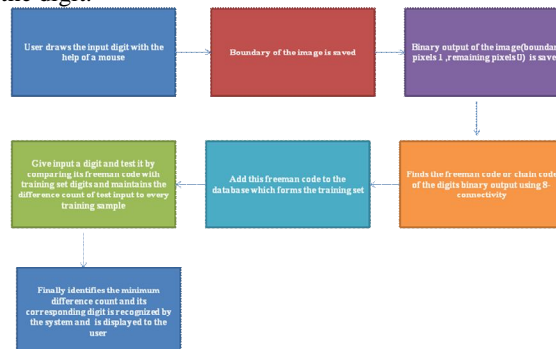 the digit.
User draws the input digit with the
help of a mouse
Boundary of the image is saved
Binary output of the image(boundar
pixels 1 ,remaining pixels 0) is save
Give input a digit and test it by
comparing its freeman code with
training set digits and maintains the
difference count of test input to every
training sample
Add this freeman code to the
database which forms the training set
Finds the freeman code or chain code
of the digits binary output using 8-
connectivity
Finally identifies the minimum
difference count and its
corresponding digit is recognized by
the system and is displayed to the
user